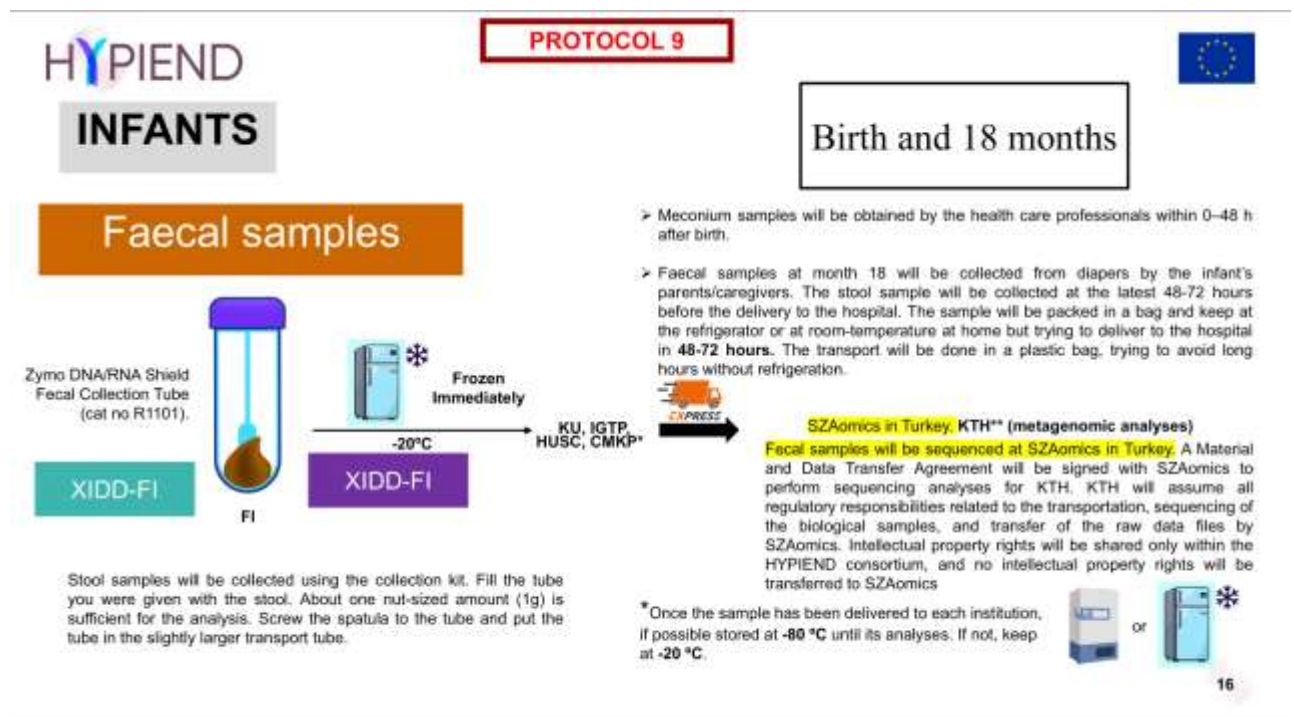 PROTOCOL 9
HYPIEND
INFANTS
Birth and 18 months
Faecal samples
Zymo DNA/RNA Shield
Fecal Collection Tube
(cat no R1101).
XIDD-FI
FI
Frozen
Immediately
-20ºC
XIDD-FI
KU, IGTP,
HUSC, CMKP*
Stool samples will be collected using the collection kit. Fill the tube
you were given with the stool. About one nut-sized amount (1g) is
sufficient for the analysis. Screw the spatula to the tube and put the
tube in the slightly larger transport tube.
➢ Meconium samples will be obtained by the health care professionals within 0–48 h
after birth.
➢ Faecal samples at month 18 will be collected from diapers by the infant's
parents/caregivers. The stool sample will be collected at the latest 48-72 hours
before the delivery to the hospital. The sample will be packed in a bag and keep at
the refrigerator or at room-temperature at home but trying to deliver to the hospital
in 48-72 hours. The transport will be done in a plastic bag, trying to avoid long
hours without refrigeration.
EXPRESS
SZAomics in Turkey. KTH** (metagenomic analyses)
Fecal samples will be sequenced at SZAomics in Turkey. A Material
and Data Transfer Agreement will be signed with SZAomics to
perform sequencing analyses for KTH. KTH will assume all
regulatory responsibilities related to the transportation, sequencing of
the biological samples, and transfer of the raw data files by
SZAomics. Intellectual property rights will be shared only within the
HYPIEND consortium, and no intellectual property rights will be
transferred to SZAomics
*Once the sample has been delivered to each institution,
if possible stored at -80 ºC until its analyses. If not, keep
at -20 ºC.
or
16